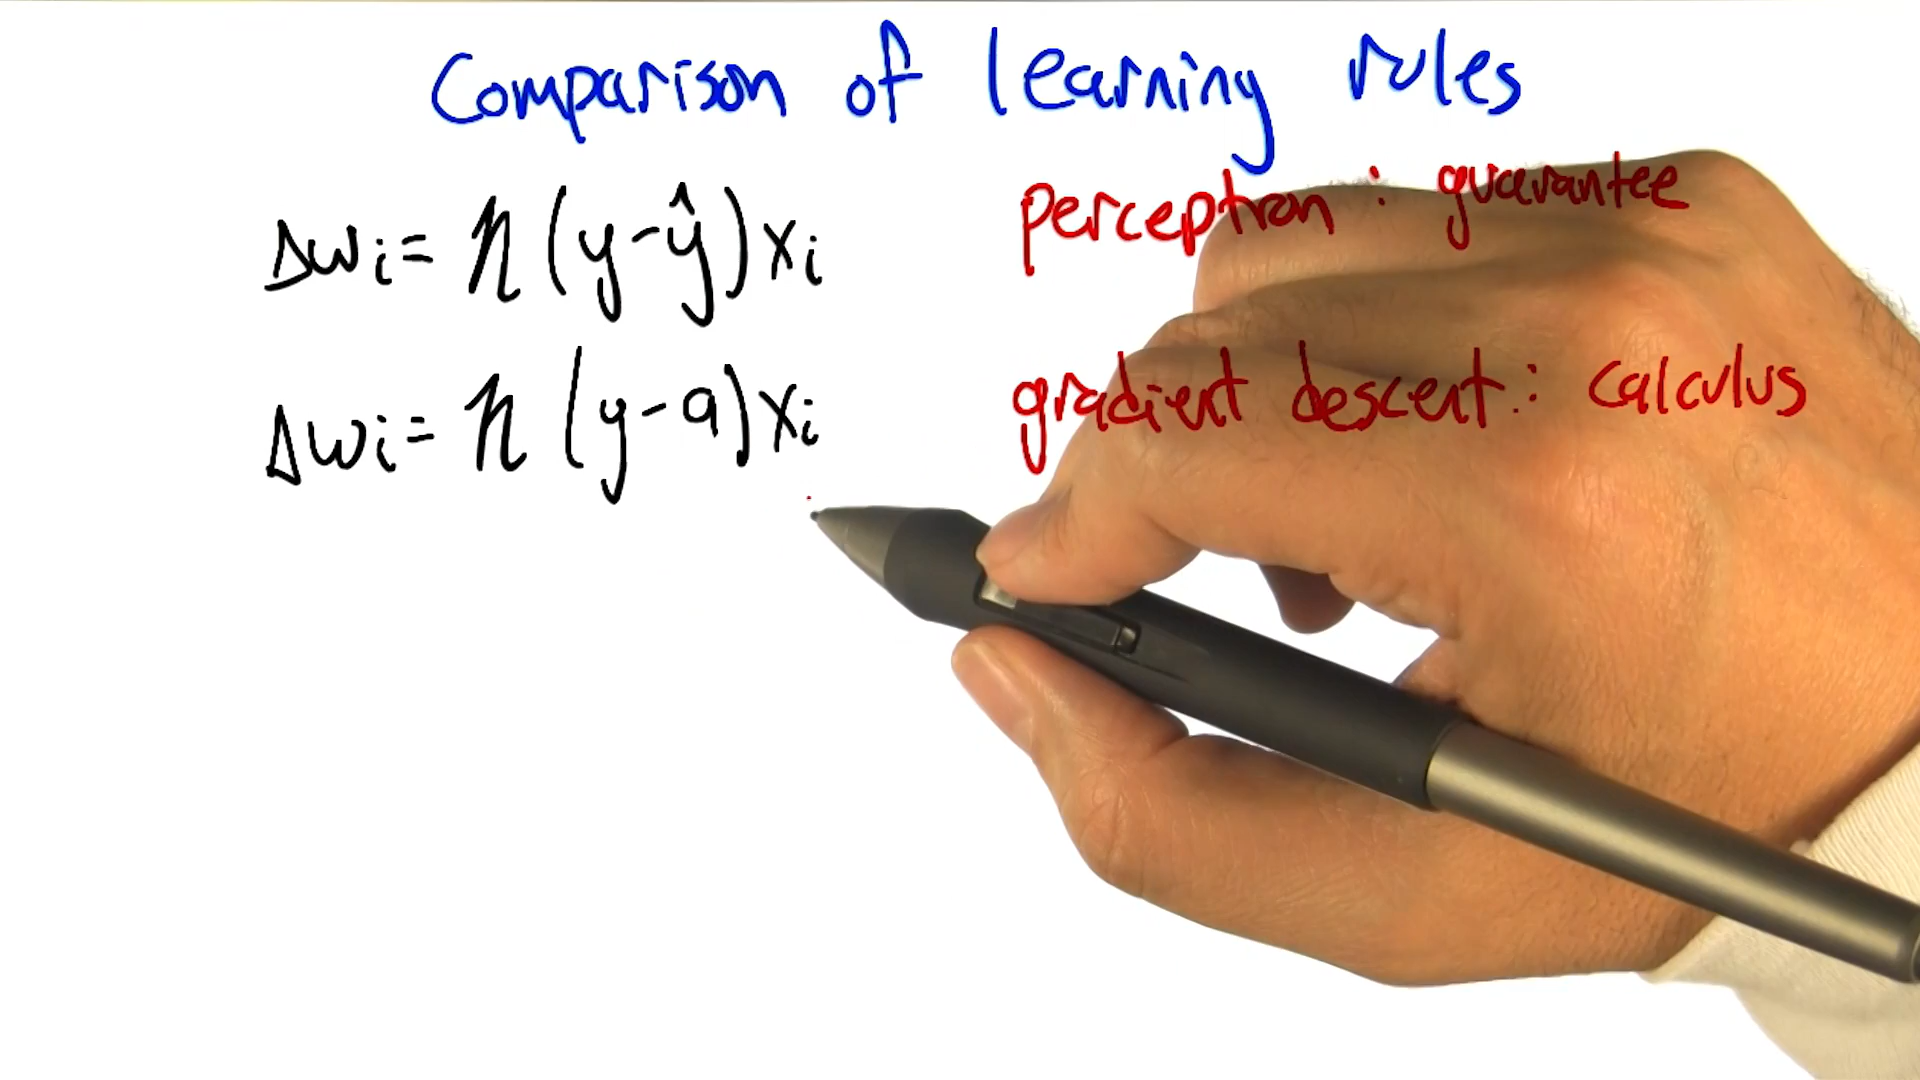 Comparison of learning rules
Δwi = η (y-ŷ) xi
perceptron : guarantee
Δwi = η (y-a) xi
gradient descent : calculus